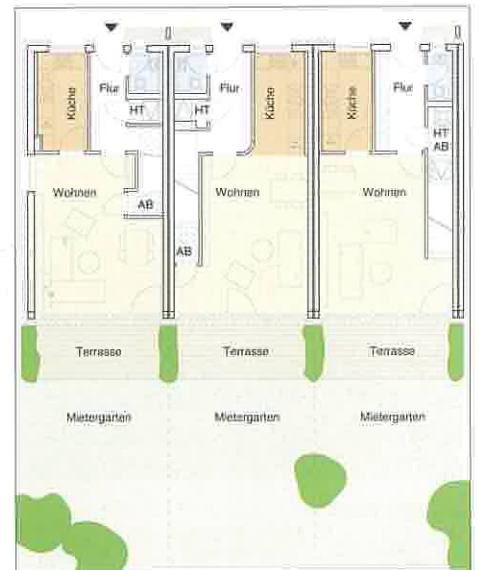 Küche
Flur
HT
Wohnen
AB
Flur
HT
Küche
Wohnen
AB
Küche
Flur
HT
AB
Wohnen
Terrasse
Terrasse
Terrasse
Mietergarten
Mietergarten
Mietergarten